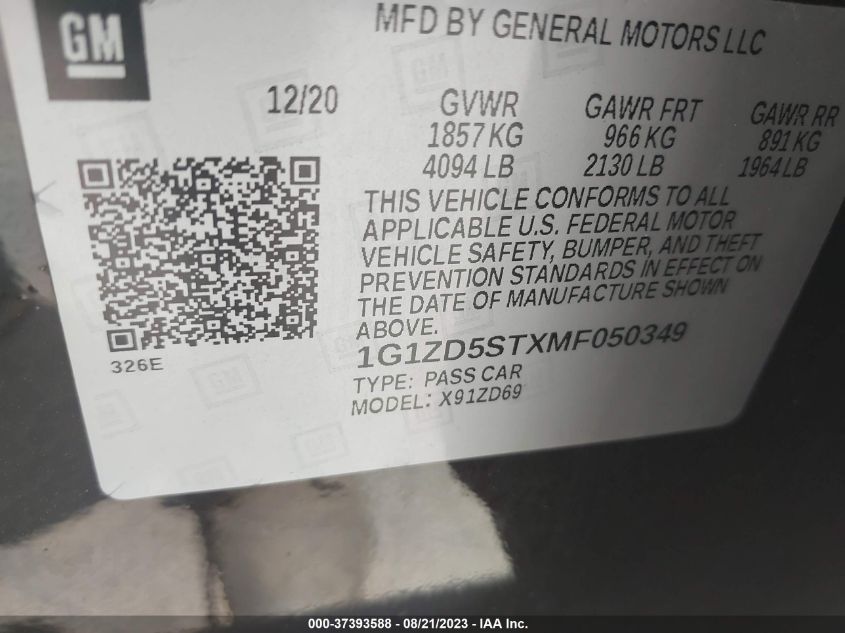 GM
MFD BY GENERAL MOTORS LLC
12/20
GVWR
1857 KG
4094 LB
GAWR FRT
966 KG
2130 LB
GAWR RR
891 KG
1964 LB
THIS VEHICLE CONFORMS TO ALL
APPLICABLE U.S. FEDERAL MOTOR
VEHICLE SAFETY, BUMPER, AND THEFT
PREVENTION STANDARDS IN EFFECT ON
THE DATE OF MANUFACTURE SHOWN
ABOVE.
1G1ZD5STXMF050349
TYPE: PASS CAR
MODEL: X91ZD69
326E
000-37393588 - 08/21/2023 - IAA Inc.